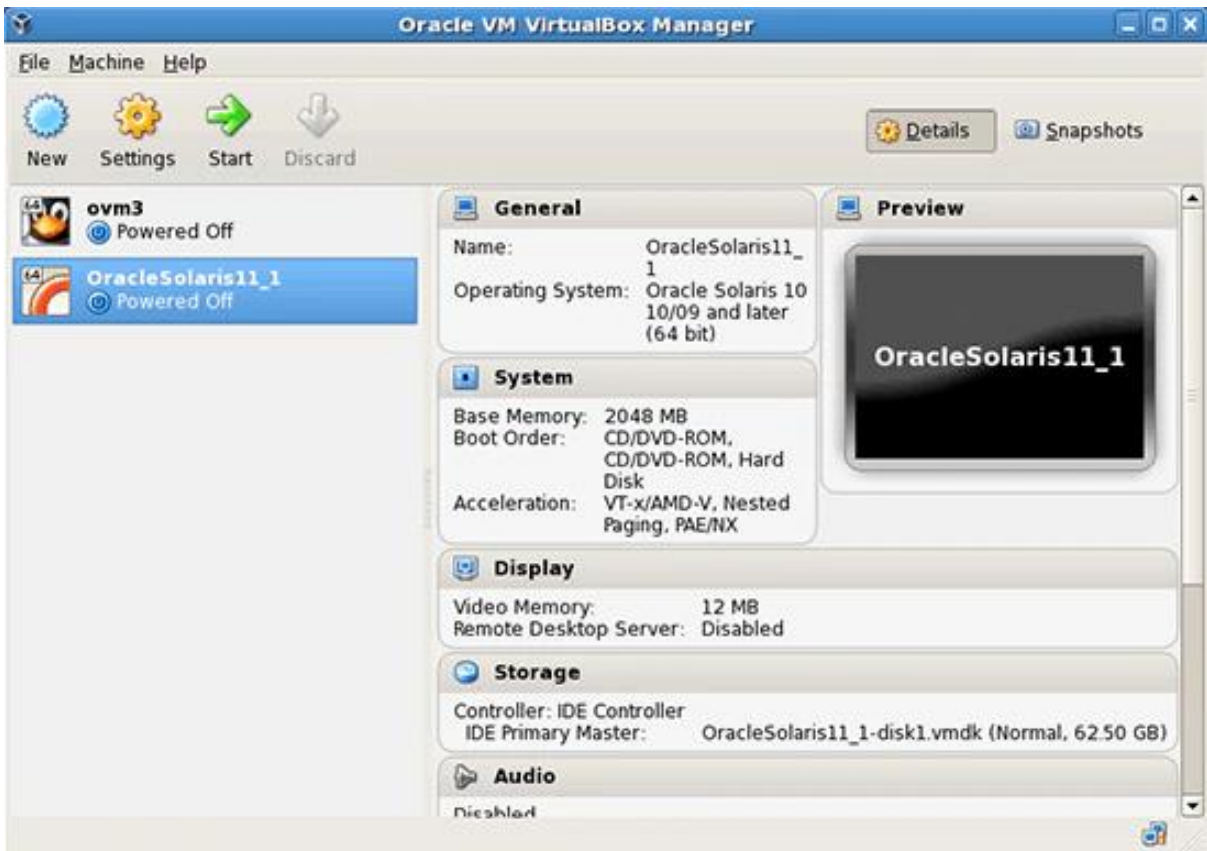 Oracle VM VirtualBox Manager
File Machine Help
New Settings Start Discard
Details Snapshots
64
ovm3
Powered Off
64
OracleSolaris11_1
Powered Off
General
Name: OracleSolaris11_
1
Operating System: Oracle Solaris 10
10/09 and later
(64 bit)
Preview
OracleSolaris11_1
System
Base Memory: 2048 MB
Boot Order: CD/DVD-ROM,
CD/DVD-ROM, Hard
Disk
Acceleration: VT-x/AMD-V, Nested
Paging, PAE/NX
Display
Video Memory: 12 MB
Remote Desktop Server: Disabled
Storage
Controller: IDE Controller
IDE Primary Master: OracleSolaris11_1-disk1.vmdk (Normal, 62.50 GB)
Audio
Disabled